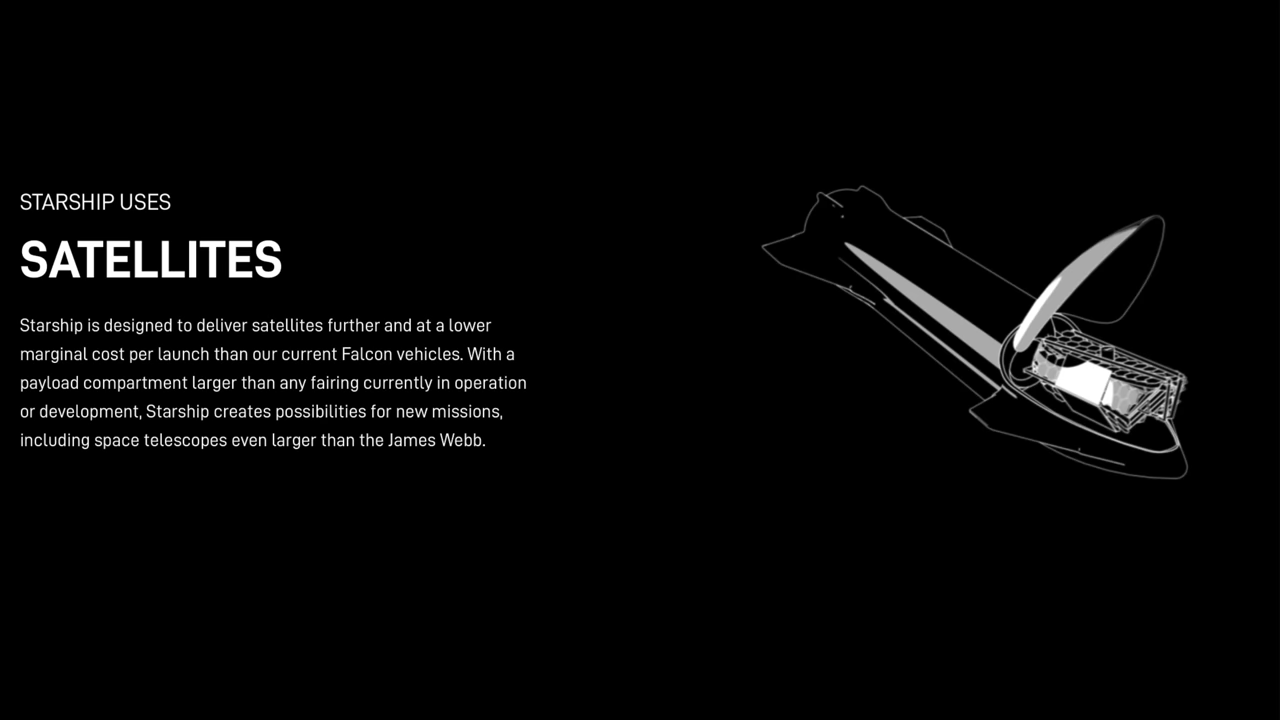 STARSHIP USES
SATELLITES
Starship is designed to deliver satellites further and at a lower
marginal cost per launch than our current Falcon vehicles. With a
payload compartment larger than any fairing currently in operation
or development, Starship creates possibilities for new missions,
including space telescopes even larger than the James Webb.